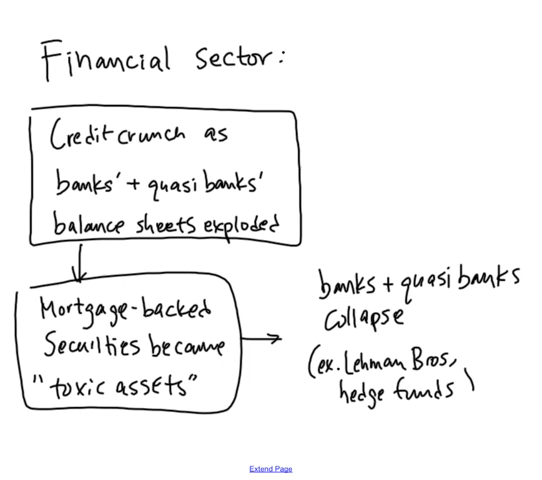 Financial sector:
Credit crunch as
banks' + quasi banks'
balance sheets exploded
Mortgage-backed
Securities became
"toxic assets"
banks + quasi banks
collapse
(ex. Lehman Bros,
hedge funds)
Extend Page